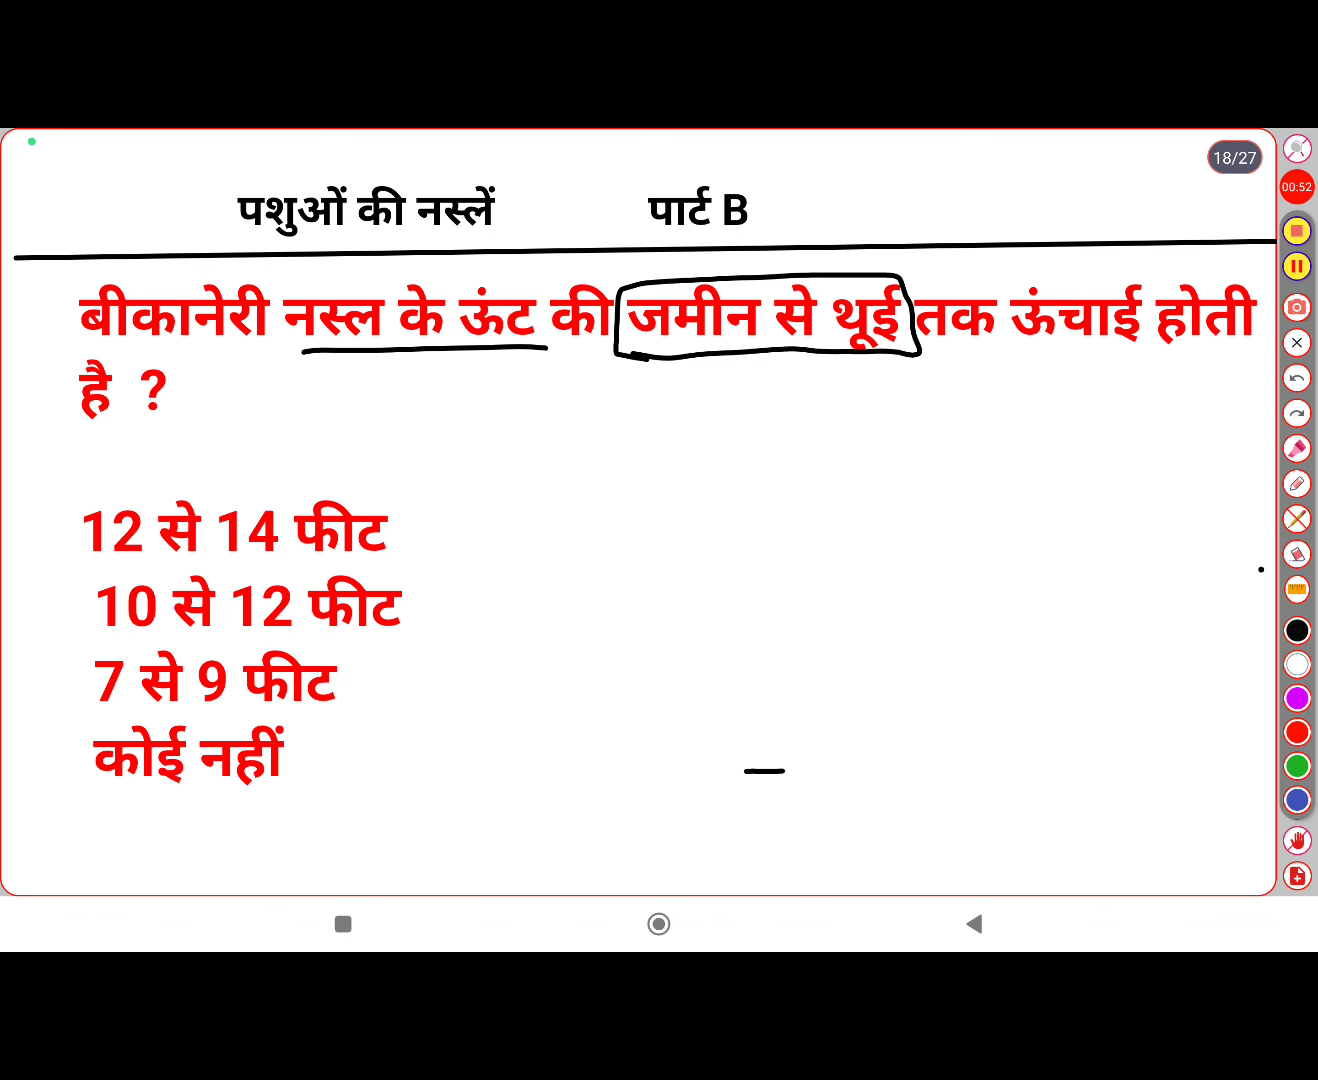 18/27
00:52
पशुओं की नस्लें पार्ट B
बीकानेरी नस्ल के ऊंट की जमीन से थूई तक ऊंचाई होती
है ?
12 से 14 फीट
10 से 12 फीट
7 से 9 फीट
कोई नहीं